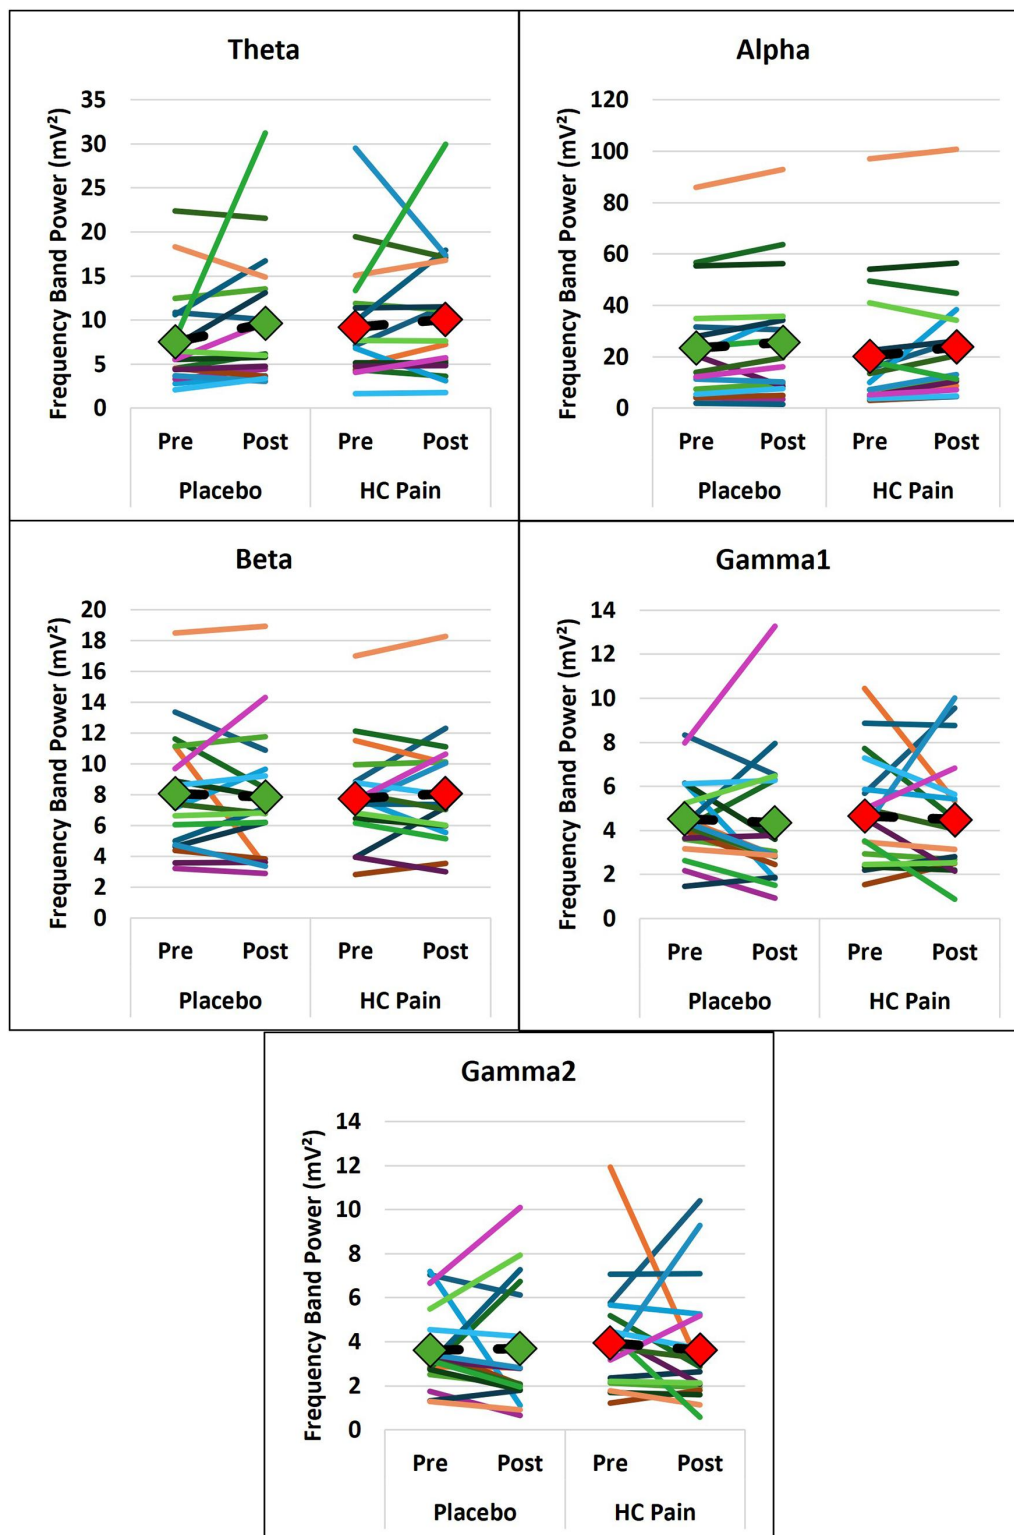 Theta
Frequency Band Power (mV²)
35
30
25
20
15
10
5
0
Pre Post Pre Post
Placebo HC Pain
Alpha
Frequency Band Power (mV²)
120
100
80
60
40
20
0
Pre Post Pre Post
Placebo HC Pain
Beta
Frequency Band Power (mV²)
20
18
16
14
12
10
8
6
4
2
0
Pre Post Pre Post
Placebo HC Pain
Gamma1
Frequency Band Power (mV²)
14
12
10
8
6
4
2
0
Pre Post Pre Post
Placebo HC Pain
Gamma2
Frequency Band Power (mV²)
14
12
10
8
6
4
2
0
Pre Post Pre Post
Placebo HC Pain